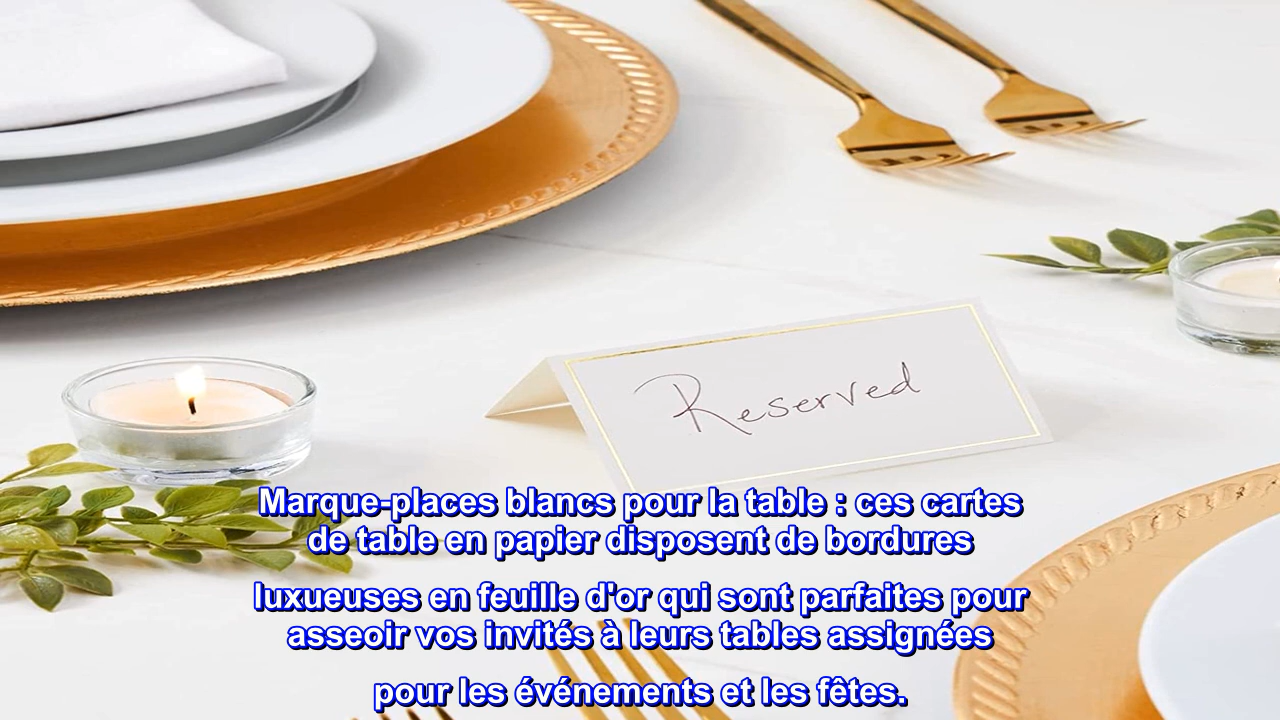 Reserved
Marque-places blancs pour la table : ces cartes
de table en papier disposent de bordures
luxueuses en feuille d'or qui sont parfaites pour
asseoir vos invités à leurs tables assignées
pour les événements et les fêtes.